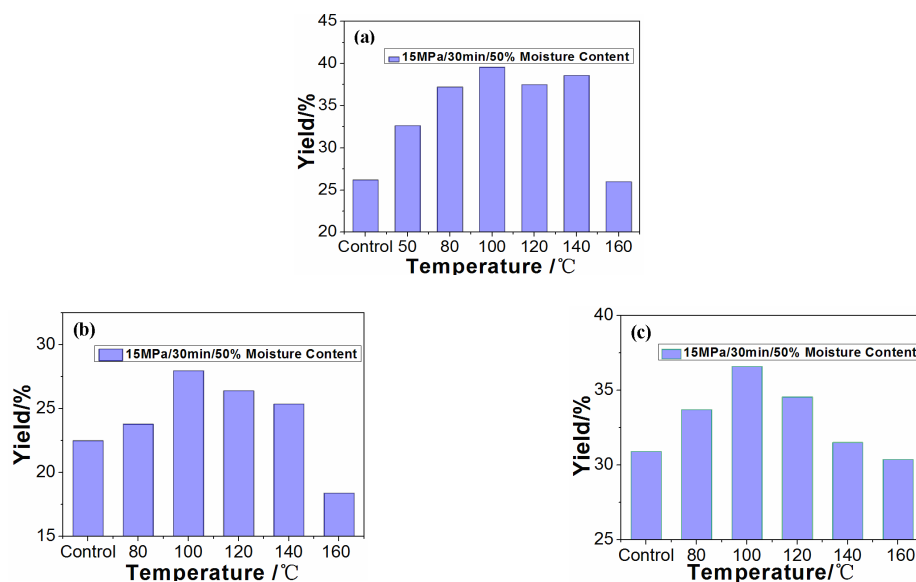 45
(a)
15MPa/30min/50% Moisture Content
40
35
30
25
20
Yield/%
Control 50 80 100 120 140 160
Temperature /℃
(b)
15MPa/30min/50% Moisture Content
30
25
20
15
Yield/%
Control 80 100 120 140 160
Temperature /℃
40
(c)
15MPa/30min/50% Moisture Content
35
30
25
Yield/%
Control 80 100 120 140 160
Temperature/℃